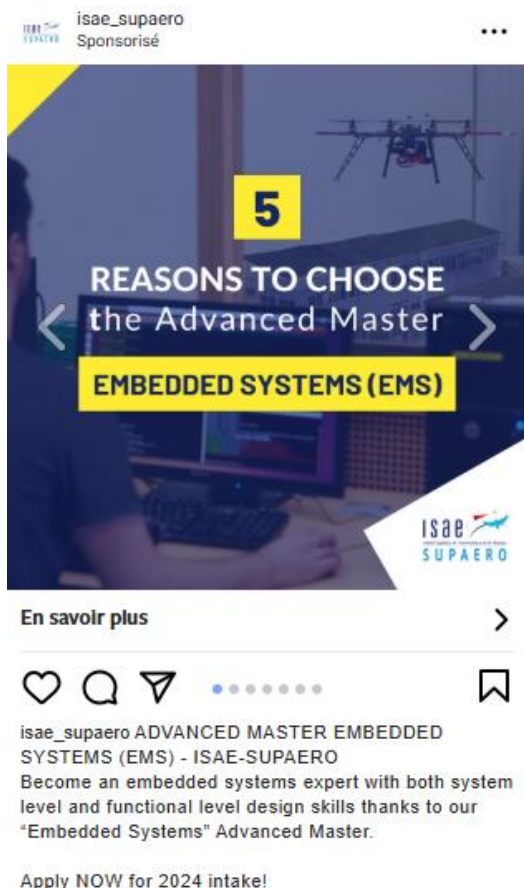 isae_supaero
Sponsorisé
5
REASONS TO CHOOSE
the Advanced Master
EMBEDDED SYSTEMS (EMS)
isae
SUPAERO
En savoir plus
isae_supaero ADVANCED MASTER EMBEDDED
SYSTEMS (EMS) - ISAE-SUPAERO
Become an embedded systems expert with both system
level and functional level design skills thanks to our
“Embedded Systems” Advanced Master.
Apply NOW for 2024 intake!